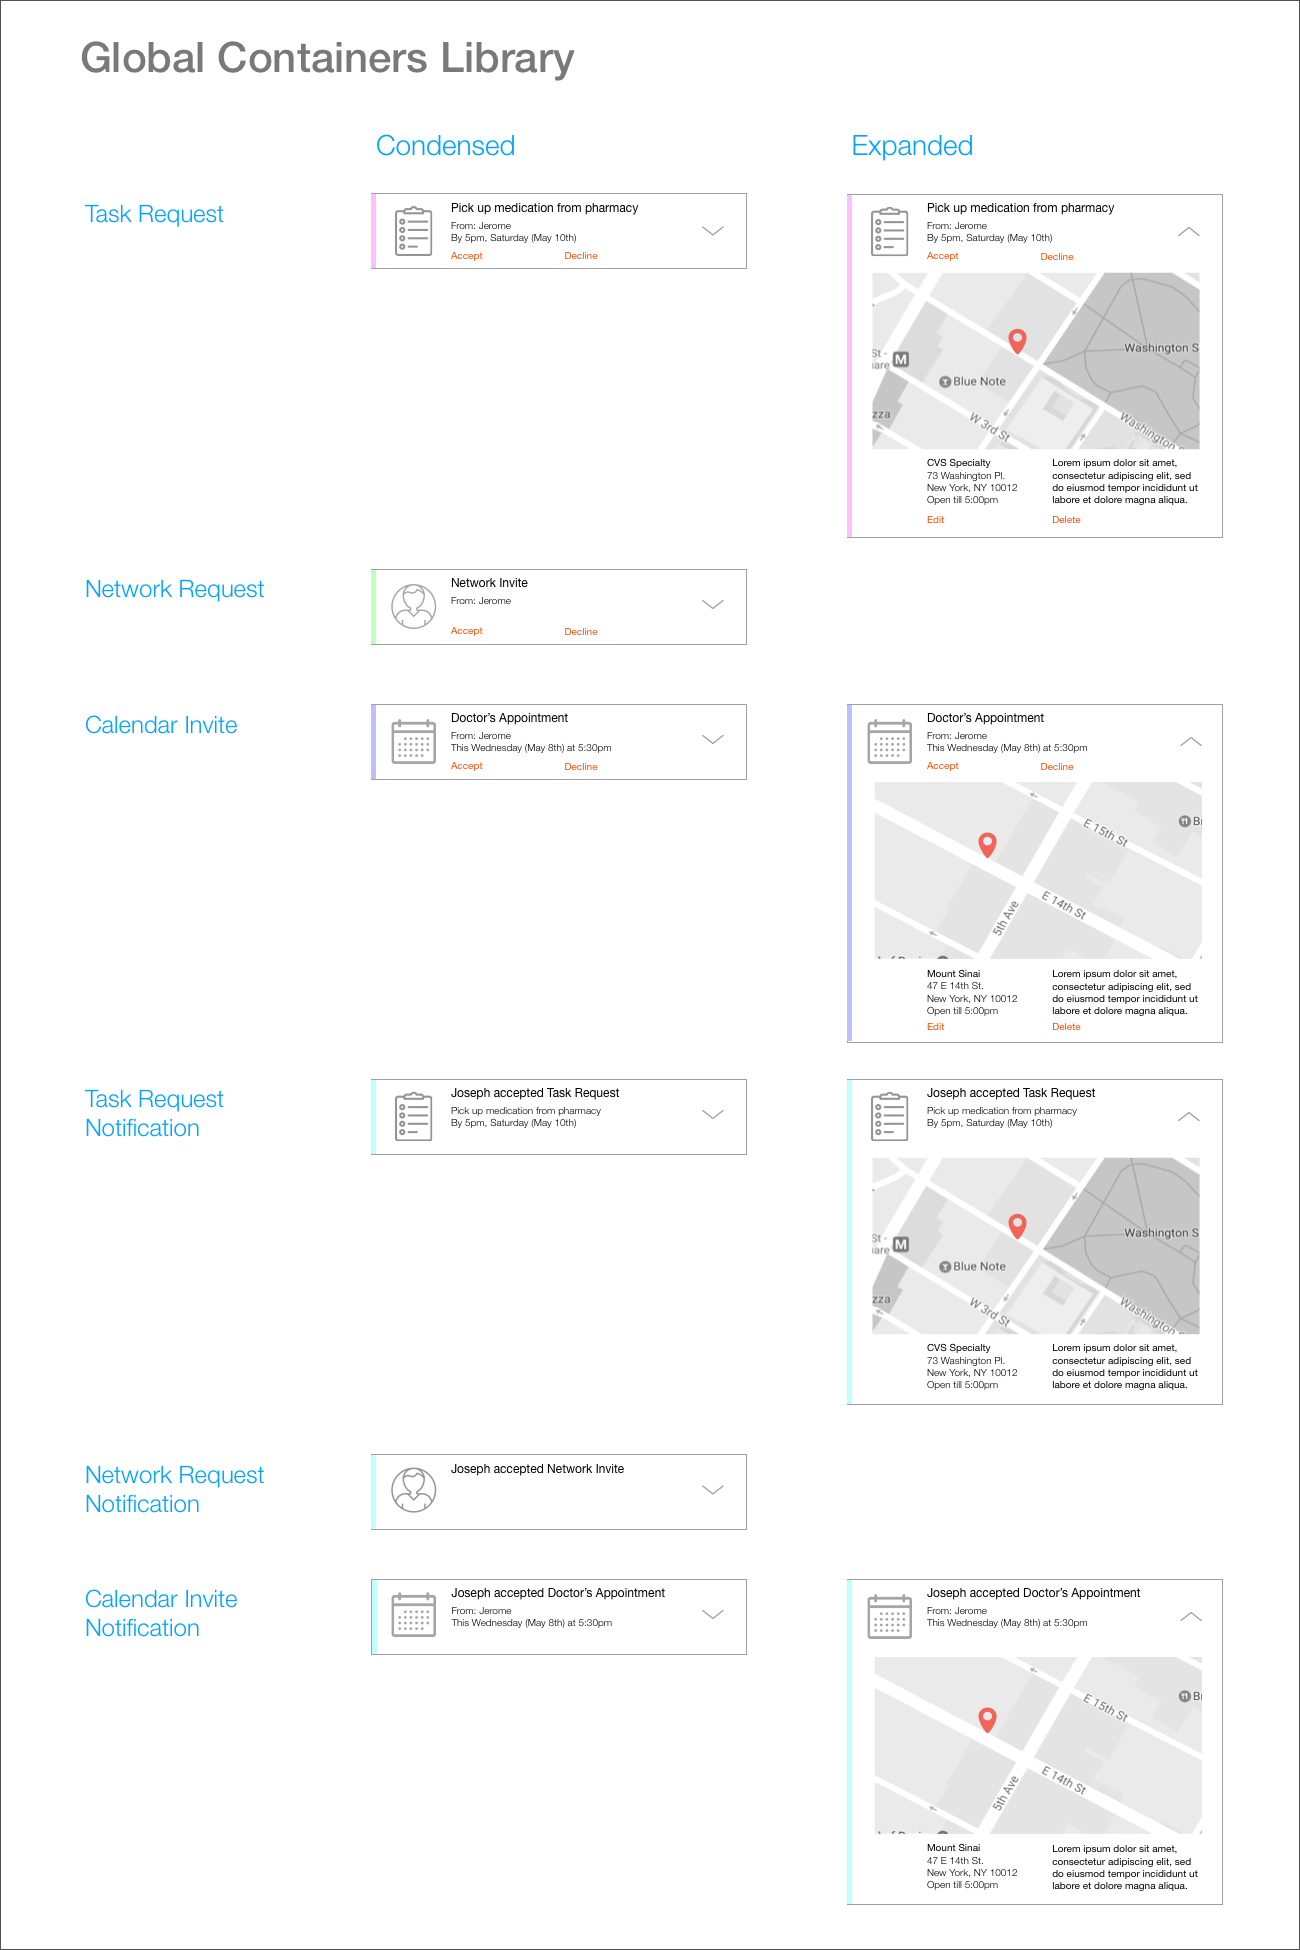 Global Containers Library
Condensed
Expanded
Task Request
Pick up medication from pharmacy
From: Jerome
By 5pm, Saturday (May 10th)
Accept
Decline
Pick up medication from pharmacy
From: Jerome
By 5pm, Saturday (May 10th)
Accept
Decline
Washington S
St -
M
Blue Note
zza
W 3rd St
Washington
CVS Specialty
73 Washington Pl.
New York, NY 10012
Open till 5:00pm
Lorem ipsum dolor sit amet,
consectetur adipiscing elit, sed
do eiusmod tempor incididunt ut
labore et dolore magna aliqua.
Edit
Delete
Network Request
Network Invite
From: Jerome
Accept
Decline
Calendar Invite
Doctor's Appointment
From: Jerome
This Wednesday (May 8th) at 5:30pm
Accept
Decline
Doctor's Appointment
From: Jerome
This Wednesday (May 8th) at 5:30pm
Accept
Decline
E 15th St
E 14th St
5th Ave
Mount Sinai
47 E 14th St.
New York, NY 10012
Open till 5:00pm
Lorem ipsum dolor sit amet,
consectetur adipiscing elit, sed
do eiusmod tempor incididunt ut
labore et dolore magna aliqua.
Edit
Delete
Task Request
Notification
Joseph accepted Task Request
Pick up medication from pharmacy
By 5pm, Saturday (May 10th)
Joseph accepted Task Request
Pick up medication from pharmacy
By 5pm, Saturday (May 10th)
Washington S
St -
M
Blue Note
zza
W 3rd St
Washington
CVS Specialty
73 Washington Pl.
New York, NY 10012
Open till 5:00pm
Lorem ipsum dolor sit amet,
consectetur adipiscing elit, sed
do eiusmod tempor incididunt ut
labore et dolore magna aliqua.
Network Request
Notification
Joseph accepted Network Invite
Calendar Invite
Notification
Joseph accepted Doctor's Appointment
From: Jerome
This Wednesday (May 8th) at 5:30pm
Joseph accepted Doctor's Appointment
From: Jerome
This Wednesday (May 8th) at 5:30pm
E 15th St
E 14th St
5th Ave
Mount Sinai
47 E 14th St.
New York, NY 10012
Open till 5:00pm
Lorem ipsum dolor sit amet,
consectetur adipiscing elit, sed
do eiusmod tempor incididunt ut
labore et dolore magna aliqua.